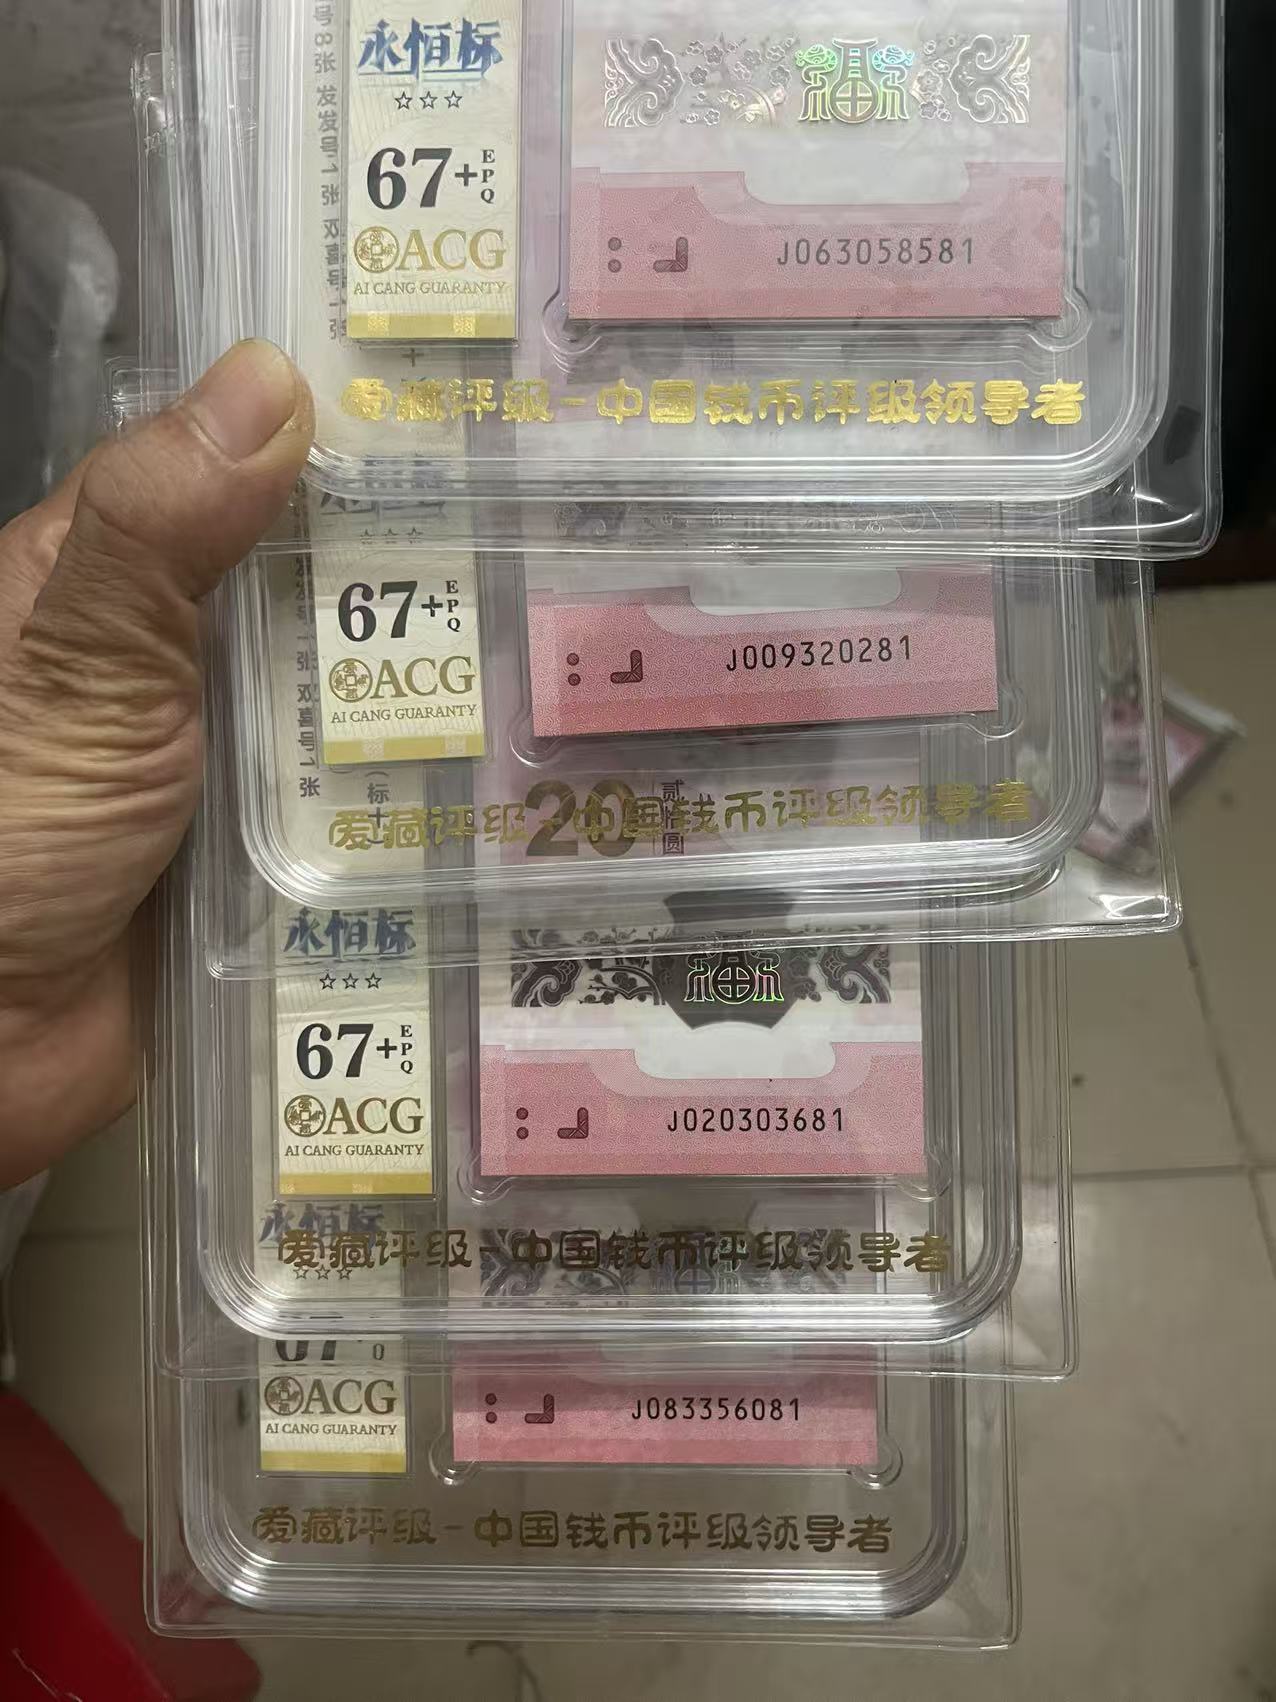 号8张 发发号1张 双喜号1张
永恒标
☆☆☆
67+EPQ
ACG
AI CANG GUARANTY
J063058581
爱藏评级-中国钱币评级领导者
67+EPQ
ACG
AI CANG GUARANTY
J009320281
双喜号1张
标十
20
贰拾圆
爱藏评级-中国钱币评级领导者
永恒标
☆☆☆
67+EPQ
ACG
AI CANG GUARANTY
J020303681
永恒标
☆☆☆
爱藏评级-中国钱币评级领导者
ACG
AI CANG GUARANTY
J083356081
爱藏评级-中国钱币评级领导者